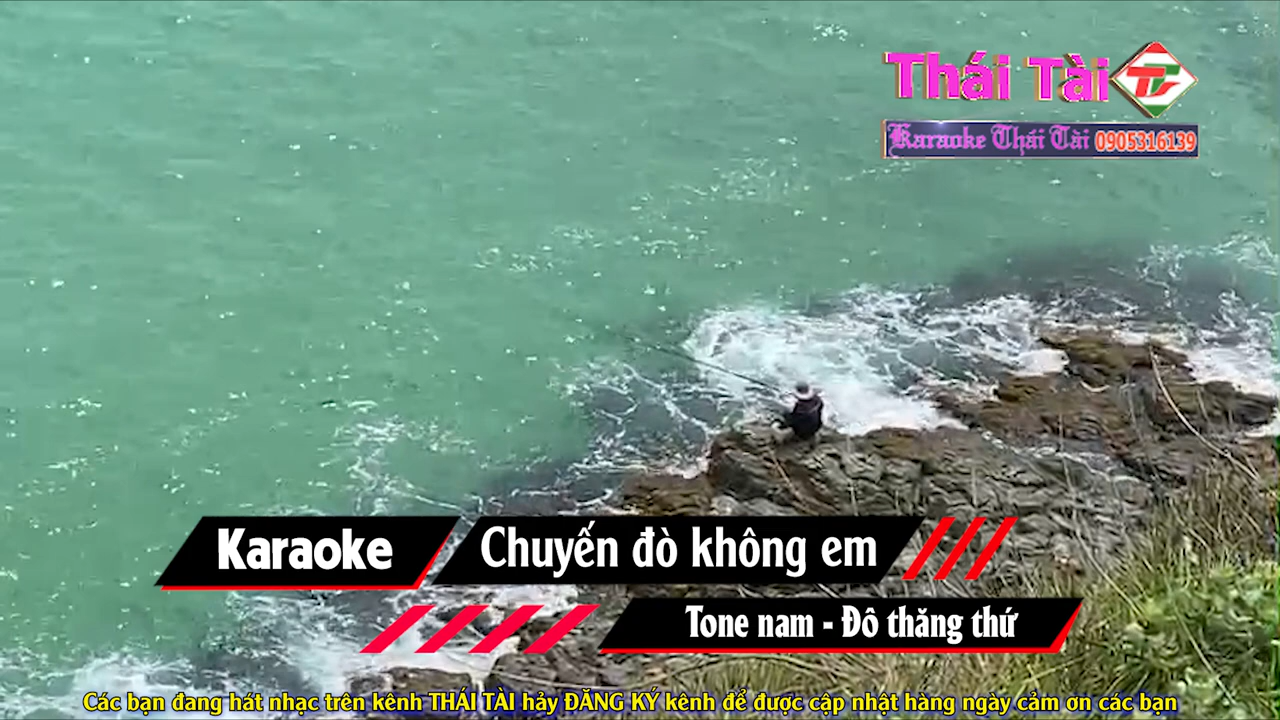 Thái Tài
Karaoke Thái Tài 0905316139
Karaoke Chuyến đò không em
Tone nam - Đô thăng thứ
Các bạn đang hát nhạc trên kênh THÁI TÀI hảy ĐĂNG KÝ kênh để được cập nhật hàng ngày cảm ơn các bạn